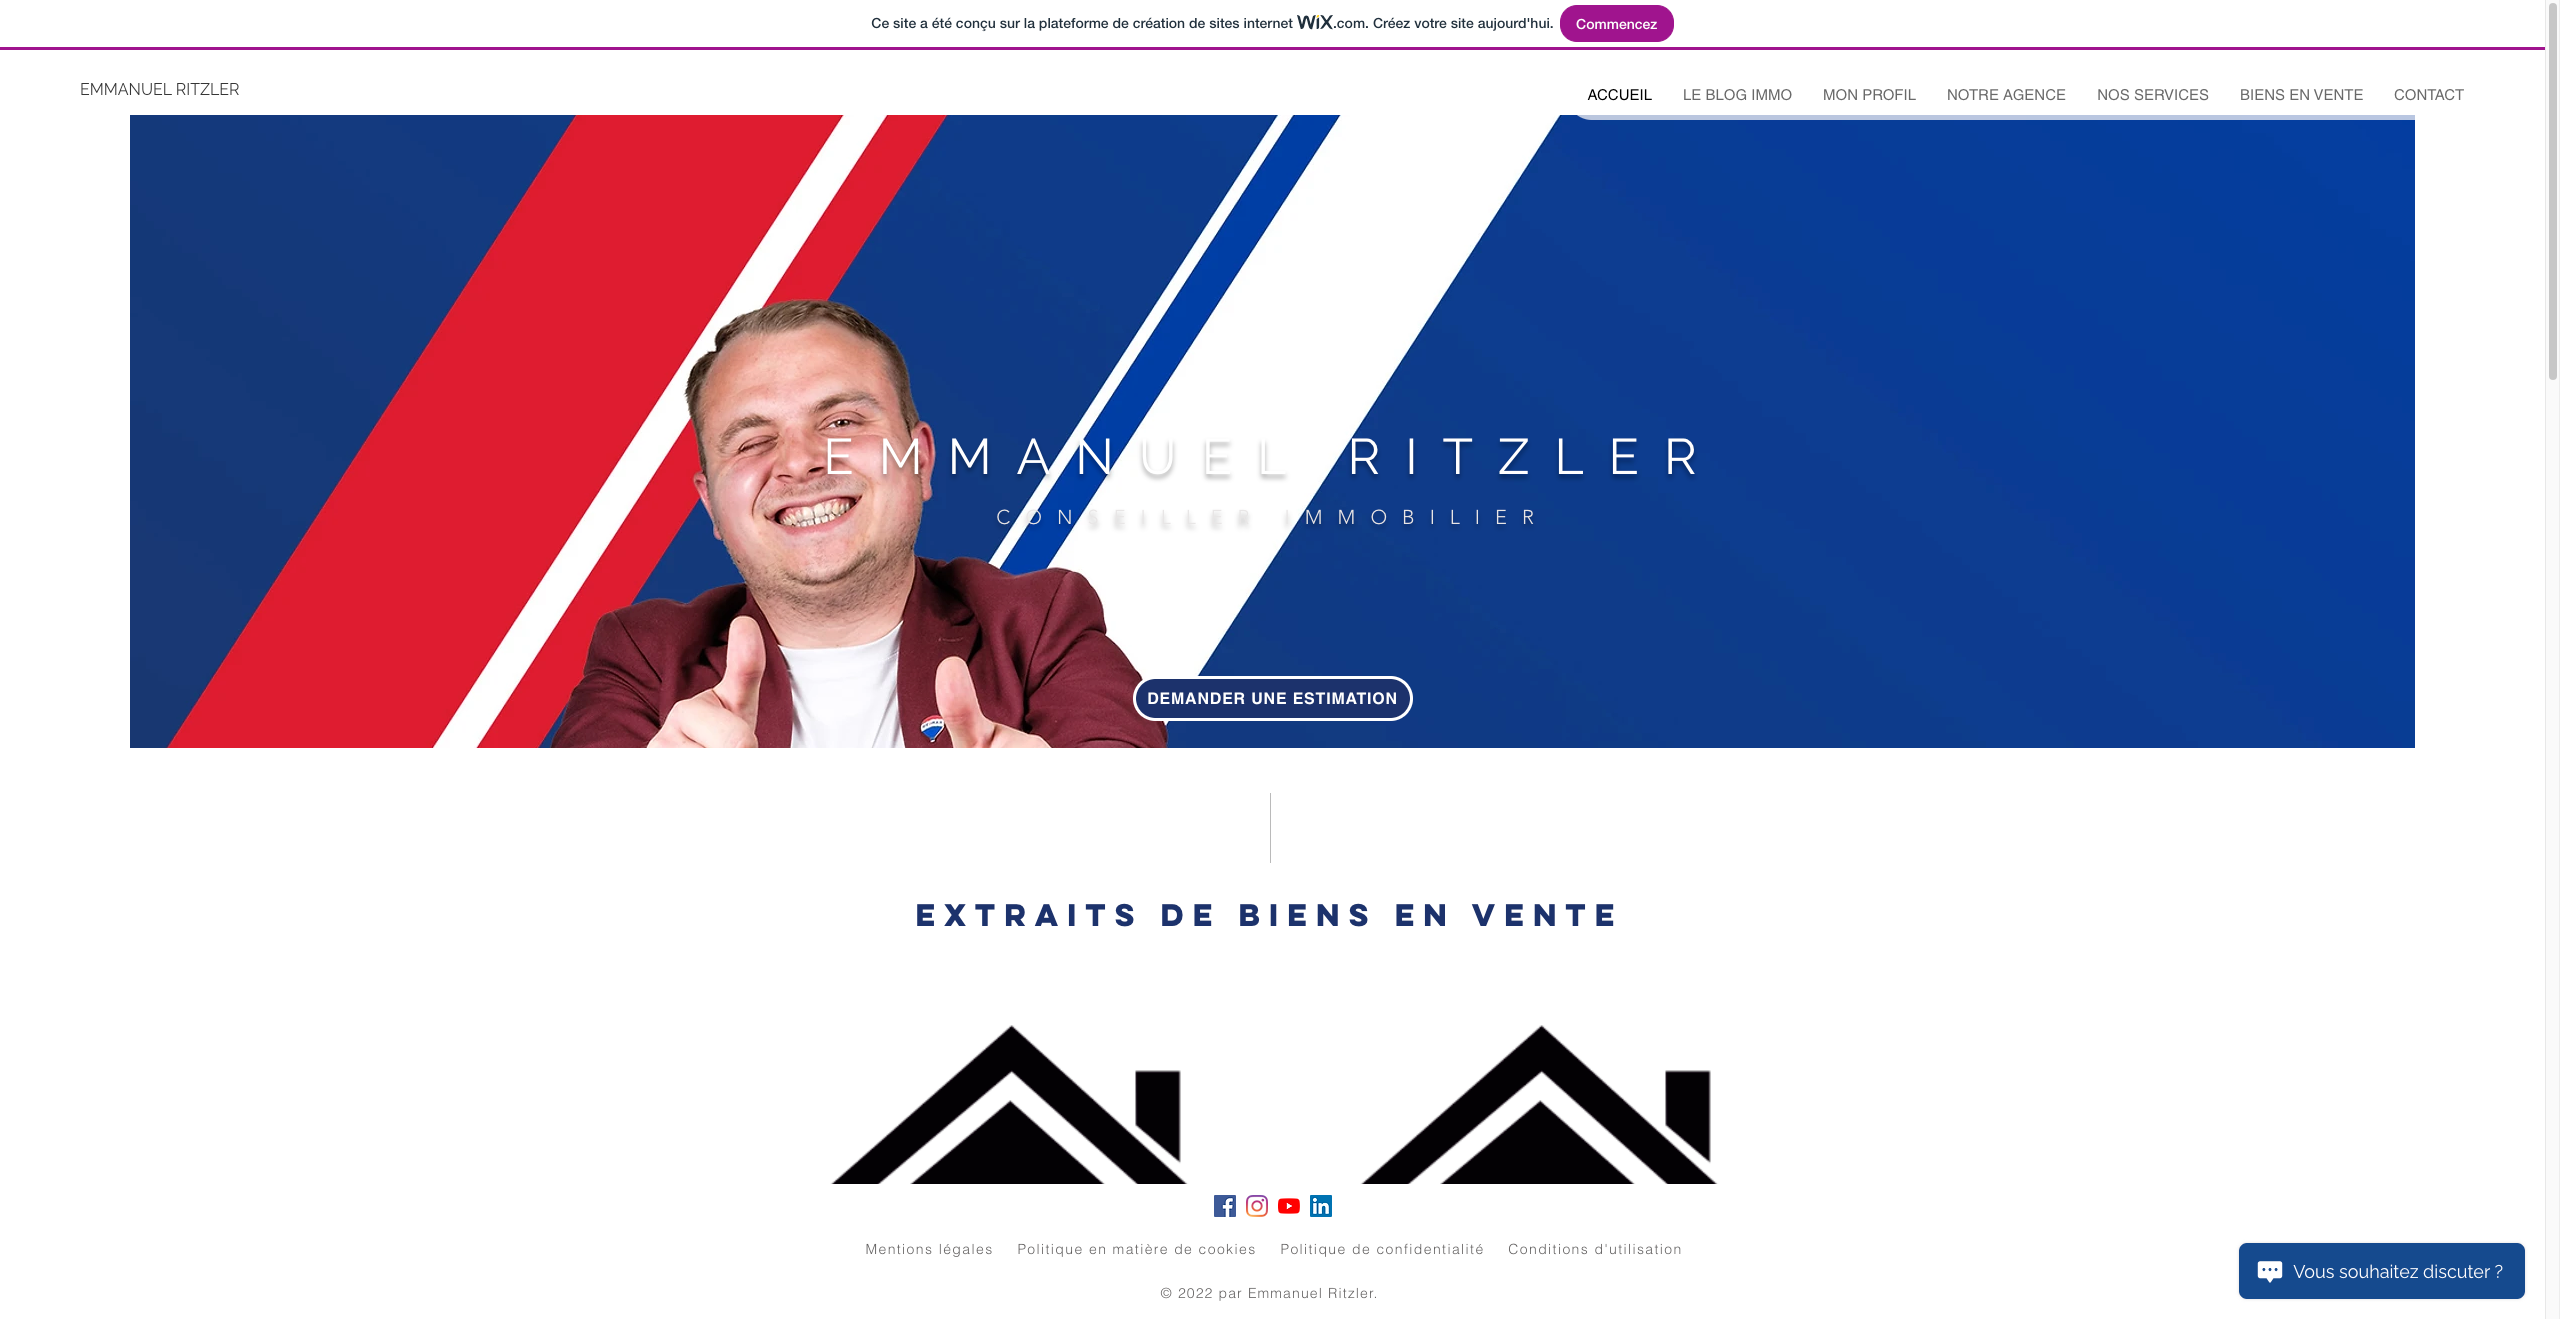 Ce site a été conçu sur la plateforme de création de sites internet WiX.com. Créez votre site aujourd'hui. Commencez
EMMANUEL RITZLER
ACCUEIL LE BLOG IMMO MON PROFIL NOTRE AGENCE NOS SERVICES BIENS EN VENTE CONTACT
EMMANUEL RITZLER
CONSEILLER IMMOBILIER
DEMANDER UNE ESTIMATION
EXTRAITS DE BIENS EN VENTE
Mentions légales Politique en matière de cookies Politique de confidentialité Conditions d'utilisation
Vous souhaitez discuter ?
© 2022 par Emmanuel Ritzler.